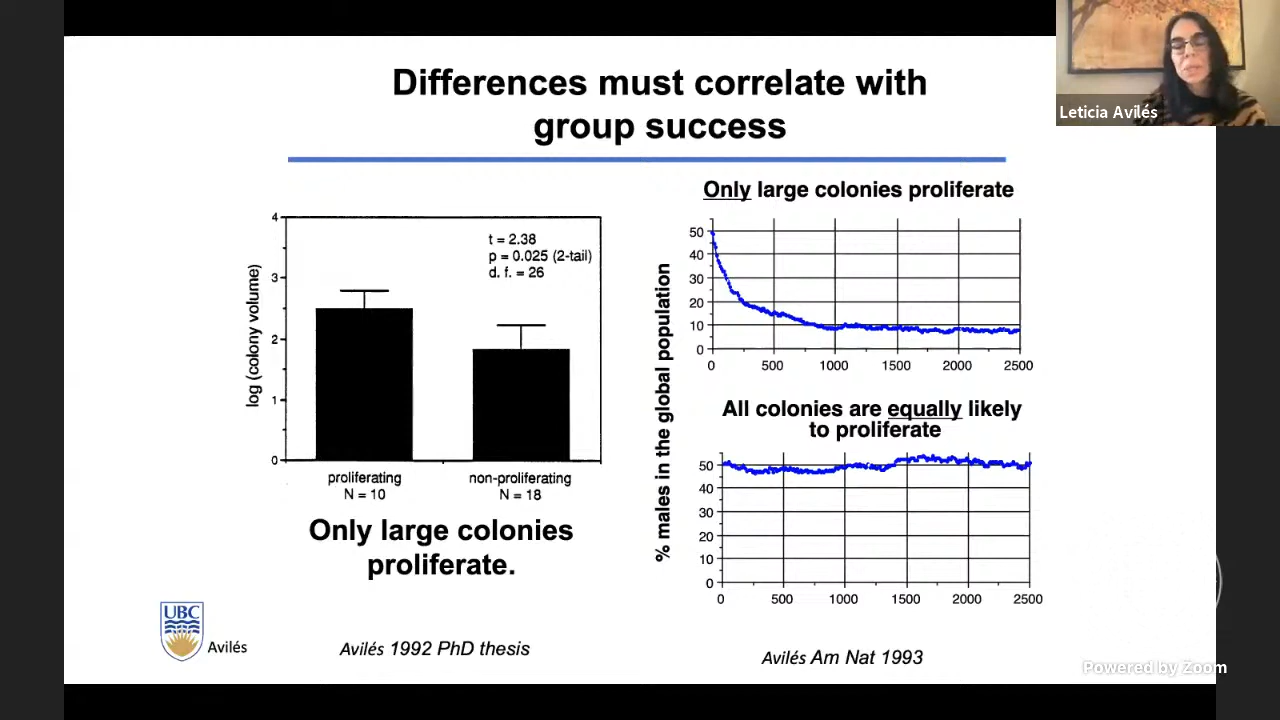 Differences must correlate with
group success
Leticia Avilés
4
3
2
1
0
log (colony volume)
t = 2.38
p = 0.025 (2-tail)
d. f. = 26
proliferating
N = 10
non-proliferating
N = 18
Only large colonies
proliferate.
Only large colonies proliferate
% males in the global population
50
40
30
20
10
0
0 500 1000 1500 2000 2500
All colonies are equally likely
to proliferate
50
40
30
20
10
0
0 500 1000 1500 2000 2500
UBC
Avilés
Avilés 1992 PhD thesis
Avilés Am Nat 1993
Powered by Zoom